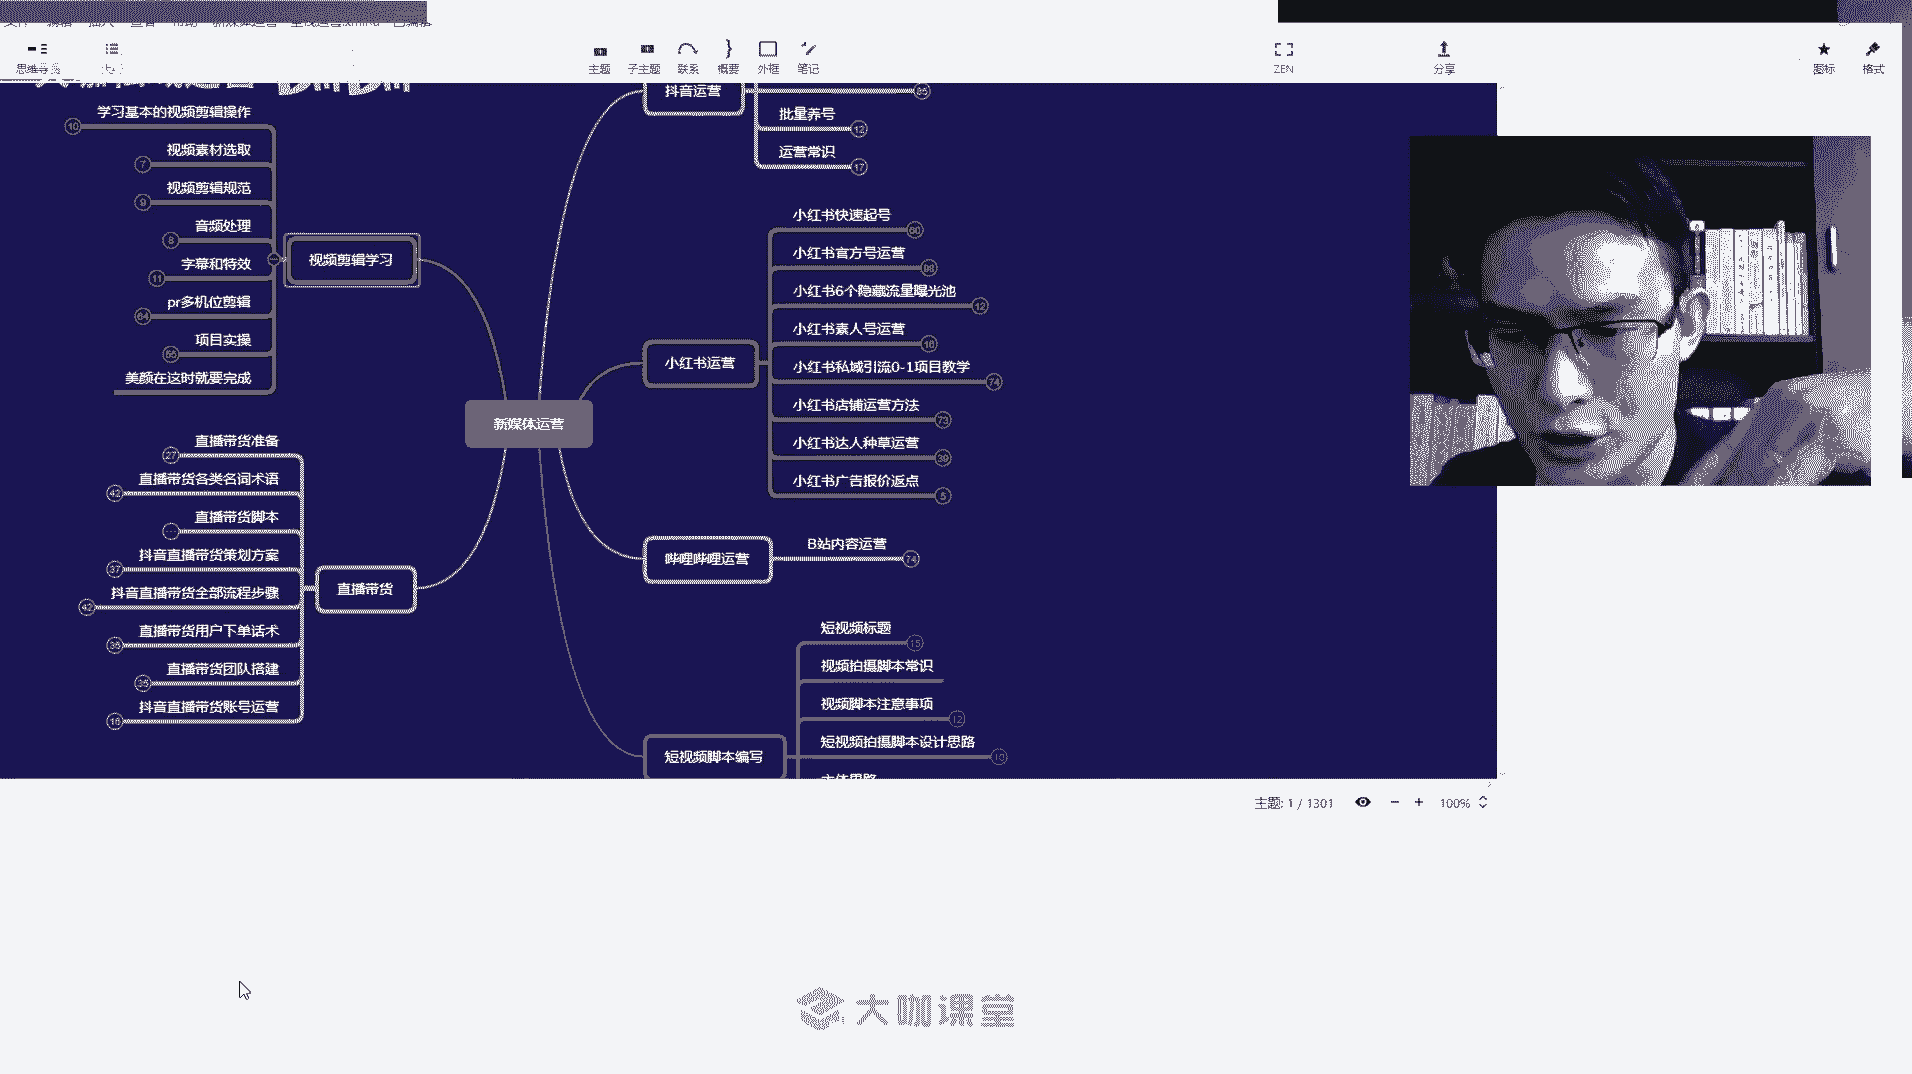 思维导图
主题
子主题
联系
概要
外框
笔记
ZEN
分享
图标
格式
学习基本的视频剪辑操作
10
视频素材选取
7
视频剪辑规范
9
音频处理
8
字幕和特效
11
pr多机位剪辑
64
项目实操
55
美颜在这时就要完成
视频剪辑学习
直播带货准备
27
直播带货各类名词术语
42
直播带货脚本
抖音直播带货策划方案
37
抖音直播带货全部流程步骤
42
直播带货用户下单话术
36
直播带货团队搭建
35
抖音直播带货账号运营
16
直播带货
新媒体运营
抖音运营
85
批量养号
12
运营常识
17
小红书运营
小红书快速起号
60
小红书官方号运营
98
小红书6个隐藏流量曝光池
12
小红书素人号运营
16
小红书私域引流0-1项目教学
74
小红书店铺运营方法
73
小红书达人种草运营
39
小红书广告报价返点
5
哔哩哔哩运营
B站内容运营
74
短视频脚本编写
短视频标题
15
视频拍摄脚本常识
视频脚本注意事项
12
短视频拍摄脚本设计思路
13
主体思路
主题: 1 / 1301
100%
大咖课堂